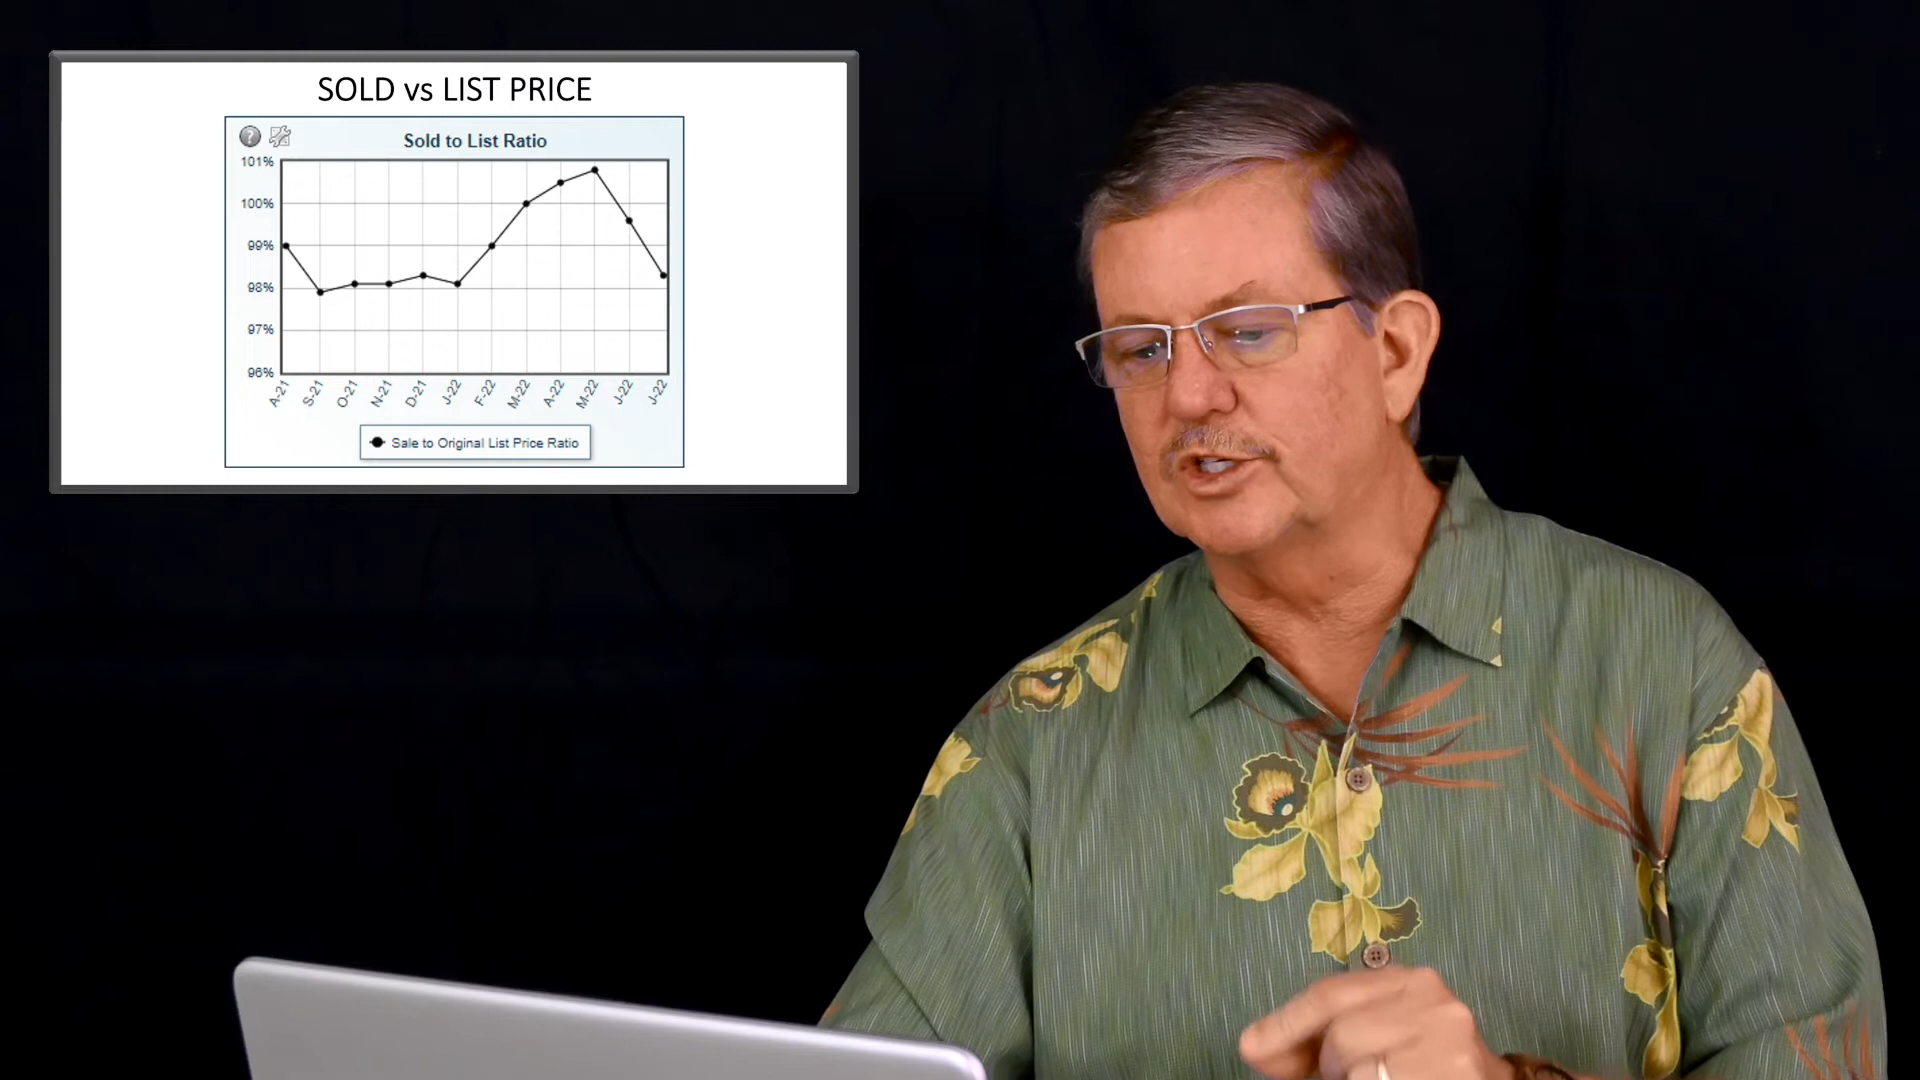 SOLD vs LIST PRICE
?
Sold to List Ratio
101%
100%
99%
98%
97%
96%
A-21
S-21
O-21
N-21
D-21
J-22
F-22
M-22
A-22
M-22
J-22
J-22
Sale to Original List Price Ratio